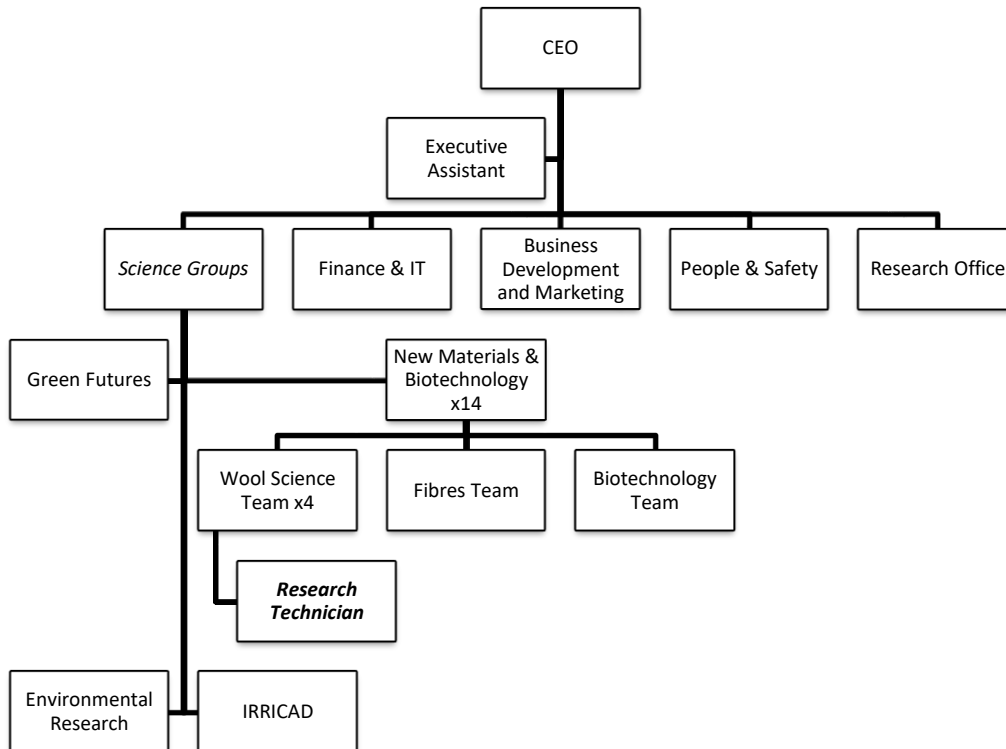 CEO
Executive
Assistant
Science Groups
Finance & IT
Business
Development
and Marketing
People & Safety
Research Office
Green Futures
New Materials &
Biotechnology
x14
Wool Science
Team x4
Fibres Team
Biotechnology
Team
Research
Technician
Environmental
Research
IRRICAD